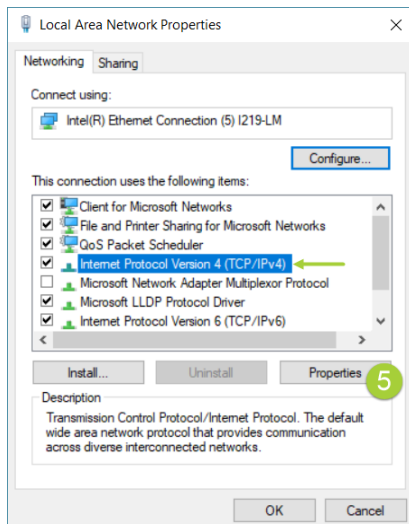 Local Area Network Properties
Networking Sharing
Connect using:
Intel(R) Ethernet Connection (5) I219-LM
Configure...
This connection uses the following items:
Client for Microsoft Networks
File and Printer Sharing for Microsoft Networks
QoS Packet Scheduler
Internet Protocol Version 4 (TCP/IPv4)
Microsoft Network Adapter Multiplexor Protocol
Microsoft LLDP Protocol Driver
Internet Protocol Version 6 (TCP/IPv6)
Install... Uninstall Properties 5
Description
Transmission Control Protocol/Internet Protocol. The default
wide area network protocol that provides communication
across diverse interconnected networks.
OK Cancel